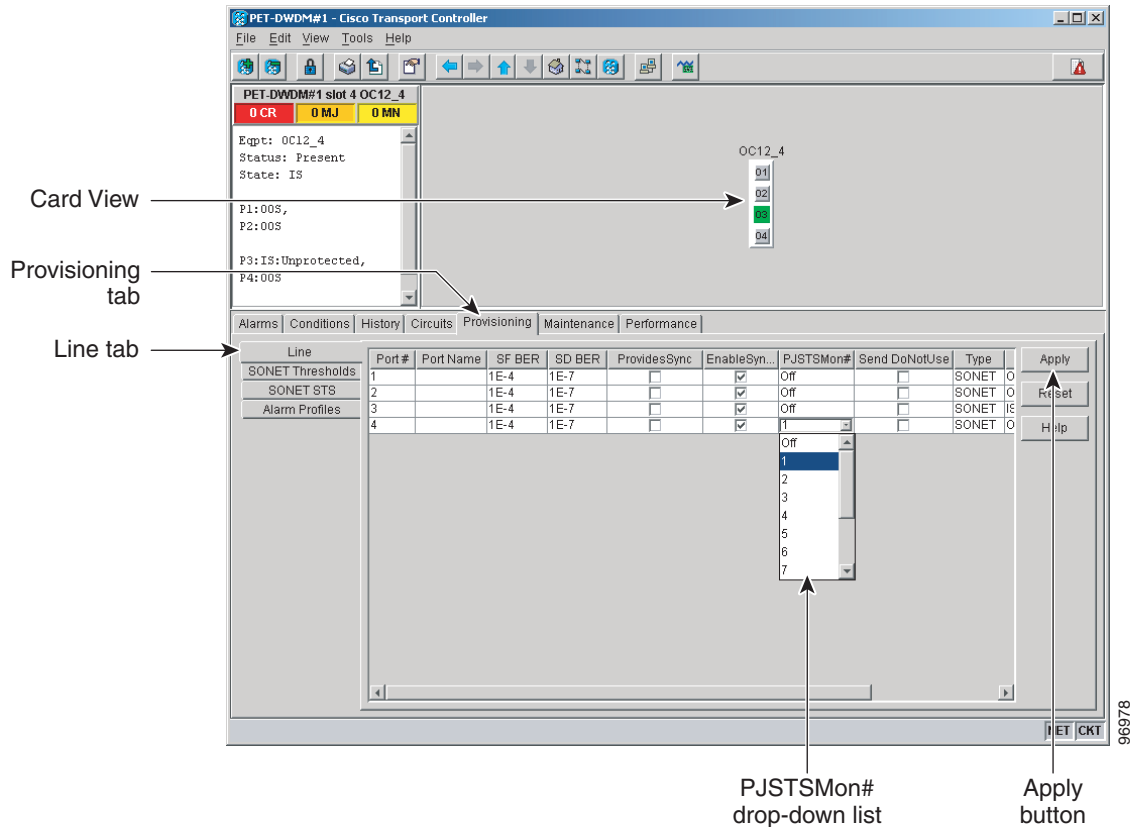 PET-DWDM#1 - Cisco Transport Controller
File Edit View Tools Help
PET-DWDM#1 slot 4 OC12_4
0 CR 0 MJ 0 MN
Eqpt: OC12_4
Status: Present
State: IS
P1:OOS,
P2:OOS
P3:IS:Unprotected,
P4:OOS
OC12_4
01
02
03
04
Card View
Provisioning
tab
Line tab
Alarms Conditions History Circuits Provisioning Maintenance Performance
Line
SONET Thresholds
SONET STS
Alarm Profiles
Port # Port Name SF BER SD BER ProvidesSync EnableSyn... PJSTSMon# Send DoNotUse Type
1 1E-4 1E-7 Off SONET O
2 1E-4 1E-7 Off SONET O
3 1E-4 1E-7 Off SONET IS
4 1E-4 1E-7 1 SONET O
Off
1
2
3
4
5
6
7
Apply
Reset
Help
NET CKT
96978
PJSTSMon#
drop-down list
Apply
button